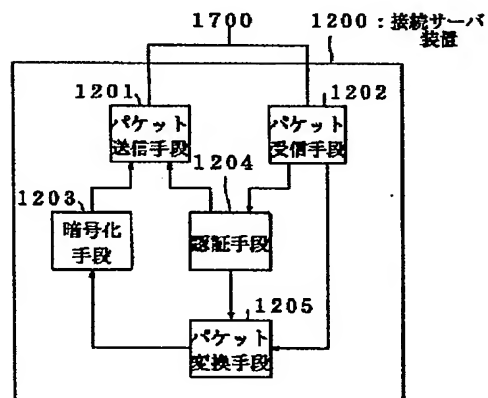 1700
1200:接続サーバ
装置
1201
1202
パケット
送信手段
パケット
受信手段
1204
1203
暗号化
手段
認証手段
1205
パケット
変換手段